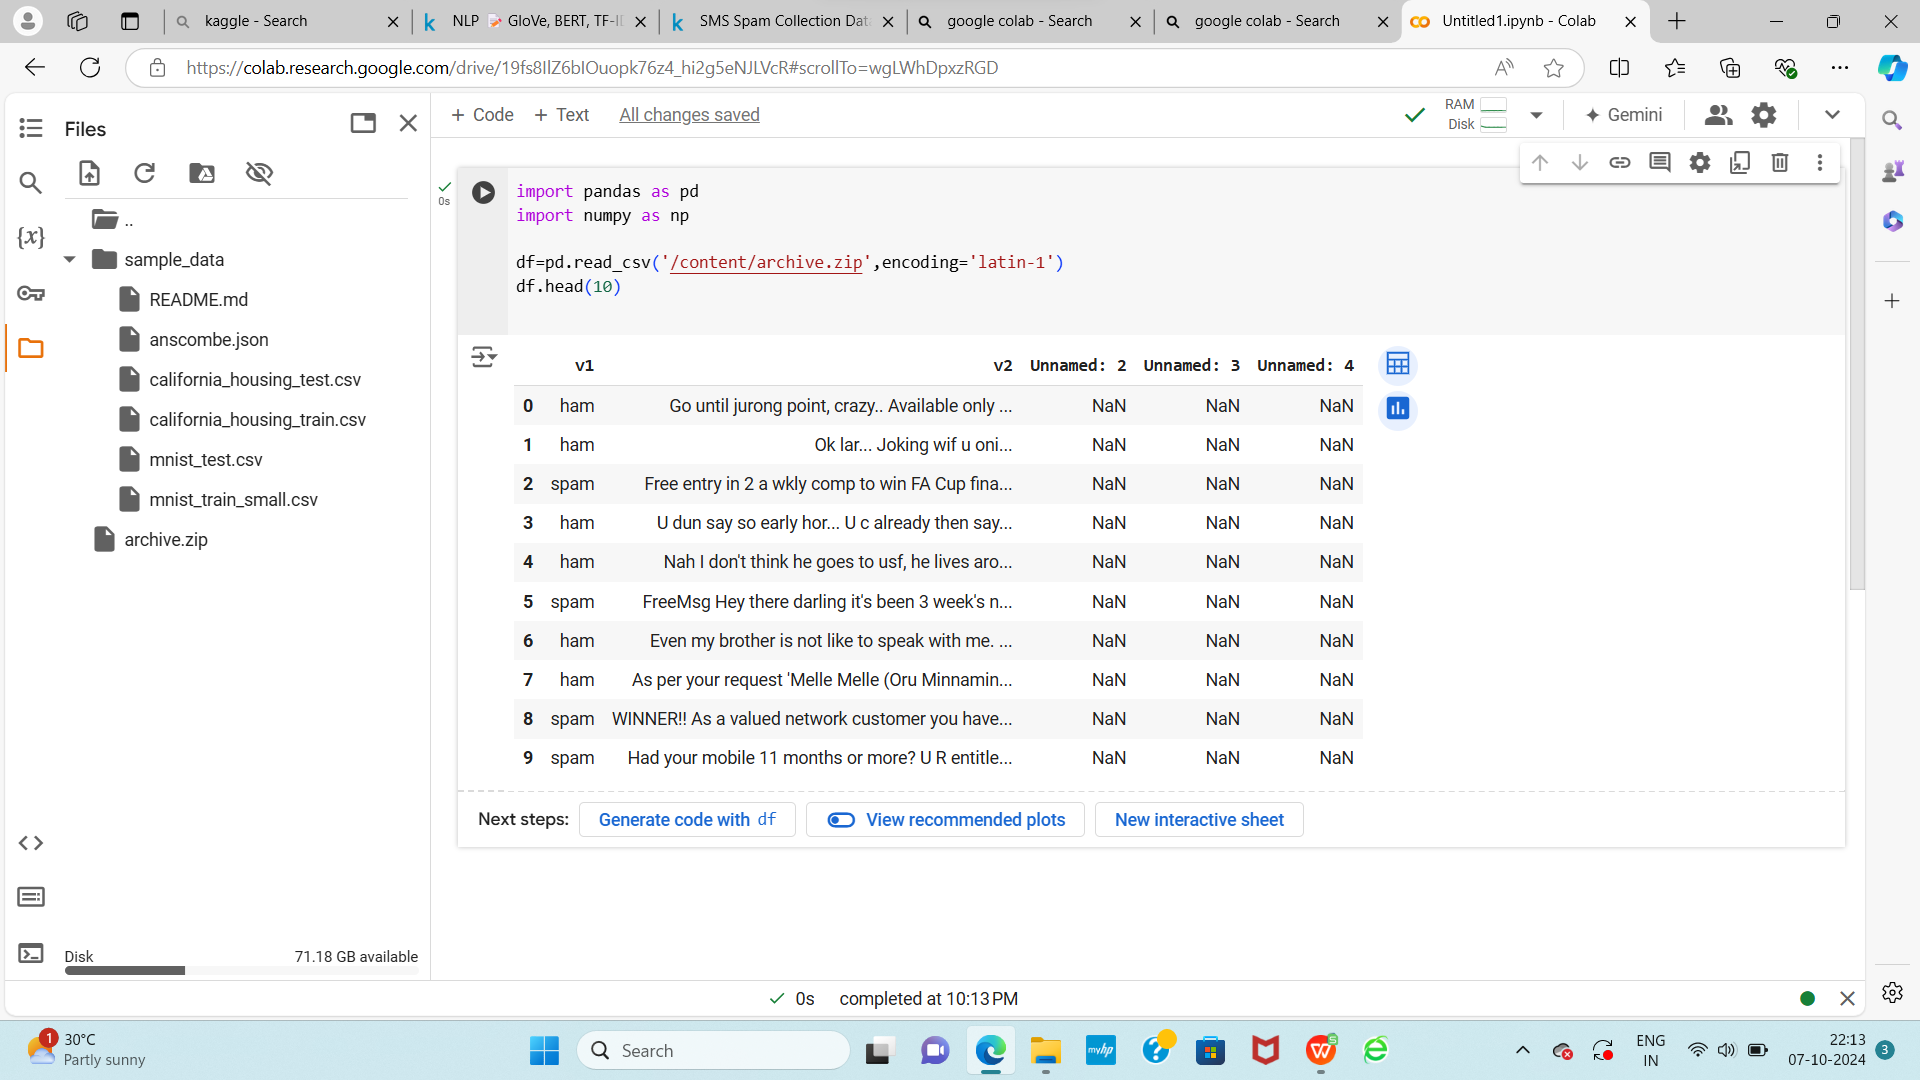 kaggle - Search
NLP 📝 GloVe, BERT, TF-I
SMS Spam Collection Dat
google colab - Search
google colab - Search
Untitled1.ipynb - Colab
https://colab.research.google.com/drive/19fs8IlZ6bIOuopk76z4_hi2g5eNJLVcR#scrollTo=wgLWhDpxzRGD
Files
+ Code + Text All changes saved
RAM
Disk
Gemini
..
sample_data
README.md
anscombe.json
california_housing_test.csv
california_housing_train.csv
mnist_test.csv
mnist_train_small.csv
archive.zip
Disk 71.18 GB available
0s
import pandas as pd
import numpy as np
df=pd.read_csv('/content/archive.zip',encoding='latin-1')
df.head(10)
v1 v2 Unnamed: 2 Unnamed: 3 Unnamed: 4
0 ham Go until jurong point, crazy.. Available only ... NaN NaN NaN
1 ham Ok lar... Joking wif u oni... NaN NaN NaN
2 spam Free entry in 2 a wkly comp to win FA Cup fina... NaN NaN NaN
3 ham U dun say so early hor... U c already then say... NaN NaN NaN
4 ham Nah I don't think he goes to usf, he lives aro... NaN NaN NaN
5 spam FreeMsg Hey there darling it's been 3 week's n... NaN NaN NaN
6 ham Even my brother is not like to speak with me. ... NaN NaN NaN
7 ham As per your request 'Melle Melle (Oru Minnamin... NaN NaN NaN
8 spam WINNER!! As a valued network customer you have... NaN NaN NaN
9 spam Had your mobile 11 months or more? U R entitle... NaN NaN NaN
Next steps: Generate code with df View recommended plots New interactive sheet
0s completed at 10:13 PM
1
30°C
Partly sunny
Search
myhp
ENG
IN
22:13
07-10-2024
3